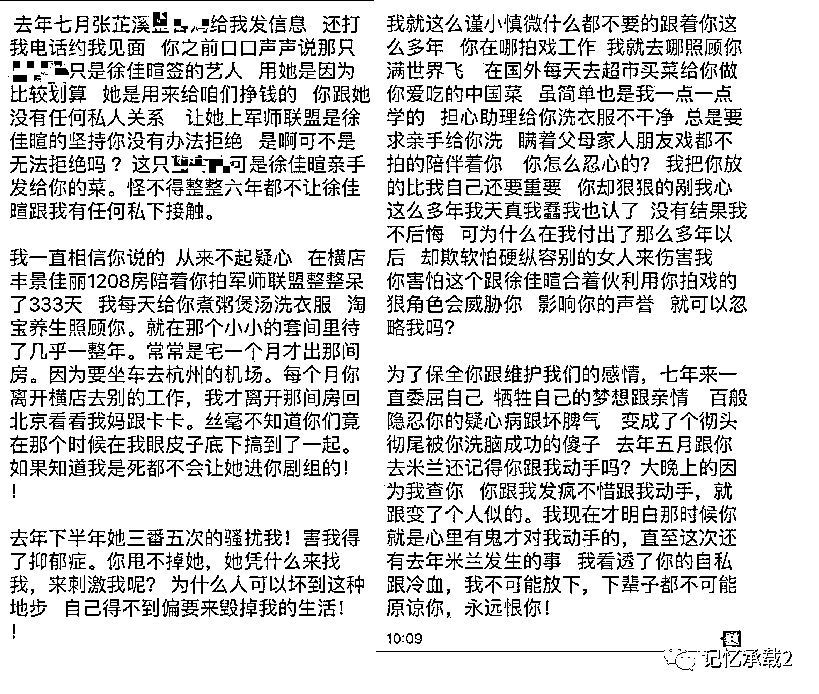 去年七月张芷溪 给我发信息 还打
我电话约我见面 你之前口口声声说那只
只是徐佳暄签的艺人 用她是因为
比较划算 她是用来给咱们挣钱的 你跟她
没有任何私人关系 让她上军师联盟是徐
佳暄的坚持你没有办法拒绝 是啊可不是
无法拒绝吗？这只 可是徐佳暄亲手
发给你的菜。怪不得整整六年都不让徐佳
暄跟我有任何私下接触。
我一直相信你说的 从来不起疑心 在横店
丰景佳丽1208房陪着你拍军师联盟整整呆
了333天 我每天给你煮粥煲汤洗衣服 淘
宝养生照顾你。就在那个小小的套间里待
了几乎一整年。常常是宅一个月才出那间
房。因为要坐车去杭州的机场。每个月你
离开横店去别的工作，我才离开那间房回
北京看看我妈跟卡卡。丝毫不知道你们竟
在那个时候在我眼皮子底下搞到了一起。
如果知道我是死都不会让她进你剧组的！
！
去年下半年她三番五次的骚扰我！害我得
了抑郁症。你甩不掉她，她凭什么来找
我，来刺激我呢？ 为什么人可以坏到这种
地步 自己得不到偏要来毁掉我的生活！
！
我就这么谨小慎微什么都不要的跟着你这
么多年 你在哪拍戏工作 我就去哪照顾你
满世界飞 在国外每天去超市买菜给你做
你爱吃的中国菜 虽简单也是我一点一点
学的 担心助理给你洗衣服不干净 总是要
求亲手给你洗 瞒着父母家人朋友戏都不
拍的陪伴着你 你怎么忍心的？ 我把你放
的比我自己还要重要 你却狠狠的剐我心
这么多年我天真我蠢我也认了 没有结果我
不后悔 可为什么在我付出了那么多年以
后 却欺软怕硬纵容别的女人来伤害我
你害怕这个跟徐佳暄合着伙利用你拍戏的
狠角色会威胁你 影响你的声誉 就可以忽
略我吗？
为了保全你跟维护我们的感情，七年来一
直委屈自己 牺牲自己的梦想跟亲情 百般
隐忍你的疑心病跟坏脾气 变成了个彻头
彻尾被你洗脑成功的傻子 去年五月跟你
去米兰还记得你跟我动手吗？大晚上的因
为我查你 你跟我发疯不惜跟我动手，就
跟变了个人似的。我现在才明白那时候你
就是心里有鬼才对我动手的，直至这次还
有去年米兰发生的事 我看透了你的自私
跟冷血，我不可能放下，下辈子都不可能
原谅你，永远恨你！
10:09
记忆承载2